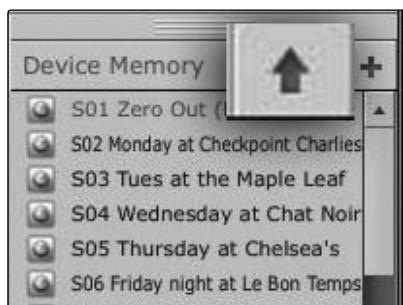 Device Memory
S01 Zero Out (
S02 Monday at Checkpoint Charlies
S03 Tues at the Maple Leaf
S04 Wednesday at Chat Noir
S05 Thursday at Chelsea's
S06 Friday night at Le Bon Temps